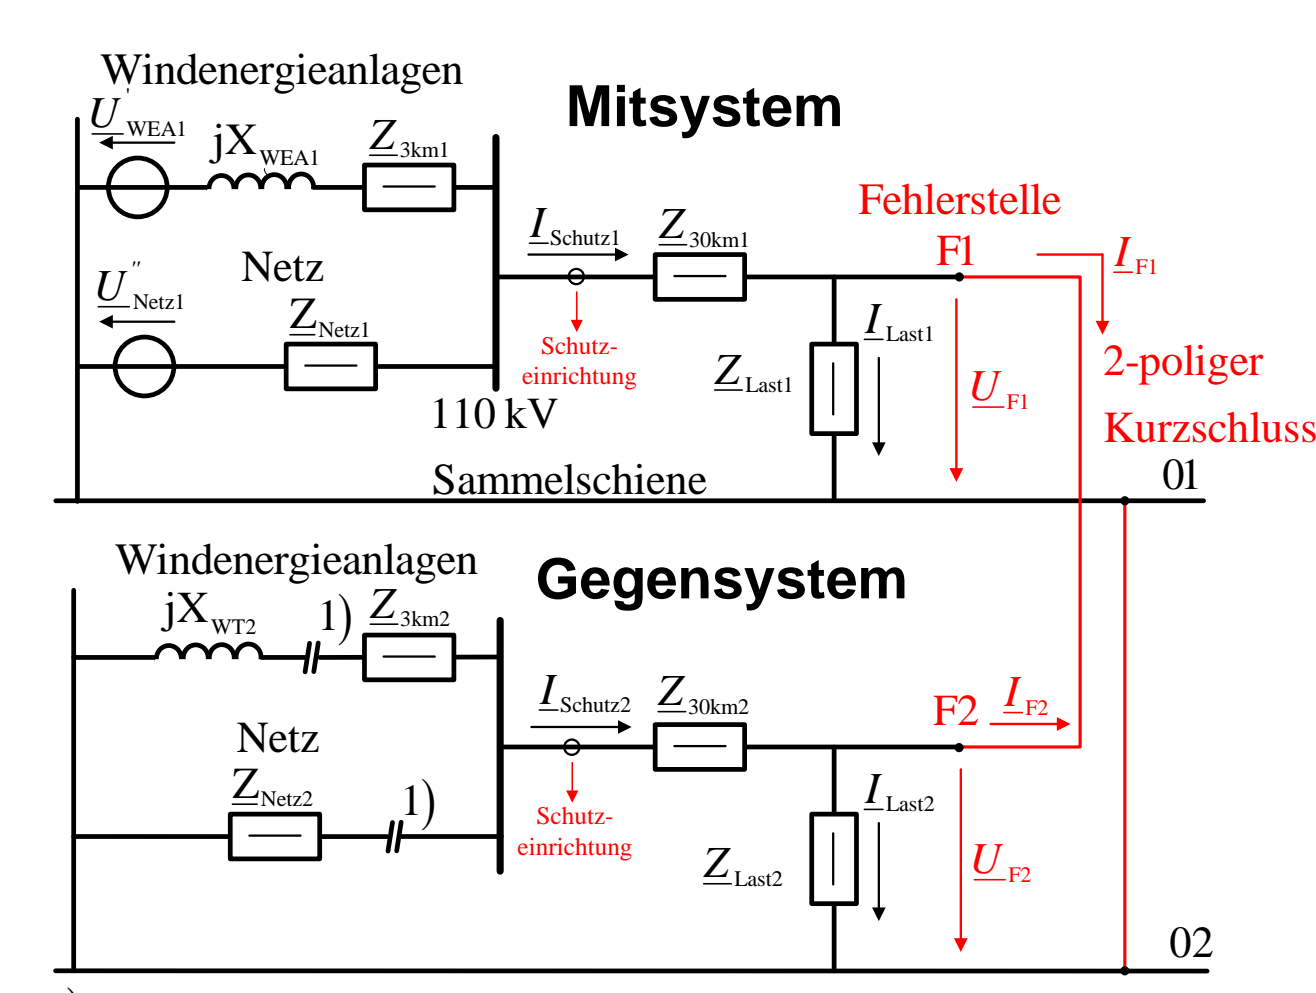 Windenergieanlagen
Mitsystem
U'WEA1
jXWEA1
Z3km1
Fehlerstelle
F1
IF1
ISchutz1
Z30km1
Netz
U''Netz1
ZNetz1
Schutz-
einrichtung
ZLast1
ILast1
UF1
2-poliger
Kurzschluss
110 kV
Sammelschiene
01
Windenergieanlagen
Gegensystem
jXWT2
1)
Z3km2
ISchutz2
Z30km2
F2
IF2
Netz
ZNetz2
1)
Schutz-
einrichtung
ZLast2
ILast2
UF2
02